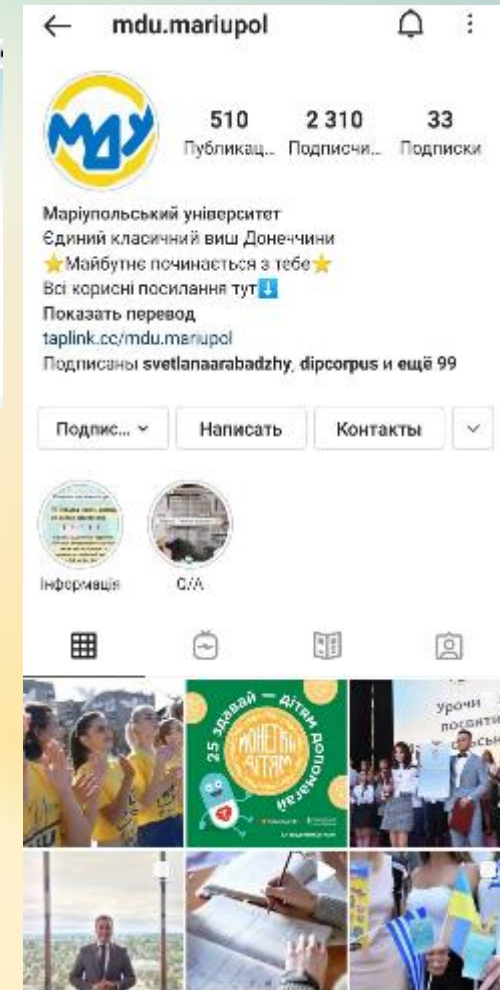 mdu.mariupol
МДУ
510
2 310
33
Публикац...
Подписчи...
Подписки
Маріупольський університет
Єдиний класичний виш Донеччини
⭐Майбутнє починається з тебе⭐
Всі корисні посилання тут⬇️
Показать перевод
taplink.cc/mdu.mariupol
Подписаны svetlanaarabadzhy, dipcorpus и ещё 99
Подпис...
Написать
Контакты
Інформація
Q/A
25 здавай — дітям допомагай
МОНЕТКИ
ДІТЯМ
Урочи
посвяти